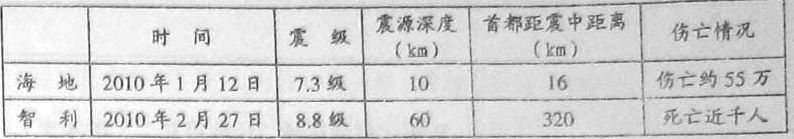 时 间 震 级 震源深度(km) 首都距震中距离(km) 伤亡情况
海 地 2010年1月12日 7.3级 10 16 伤亡约55万
智 利 2010年2月27日 8.8级 60 320 死亡近千人